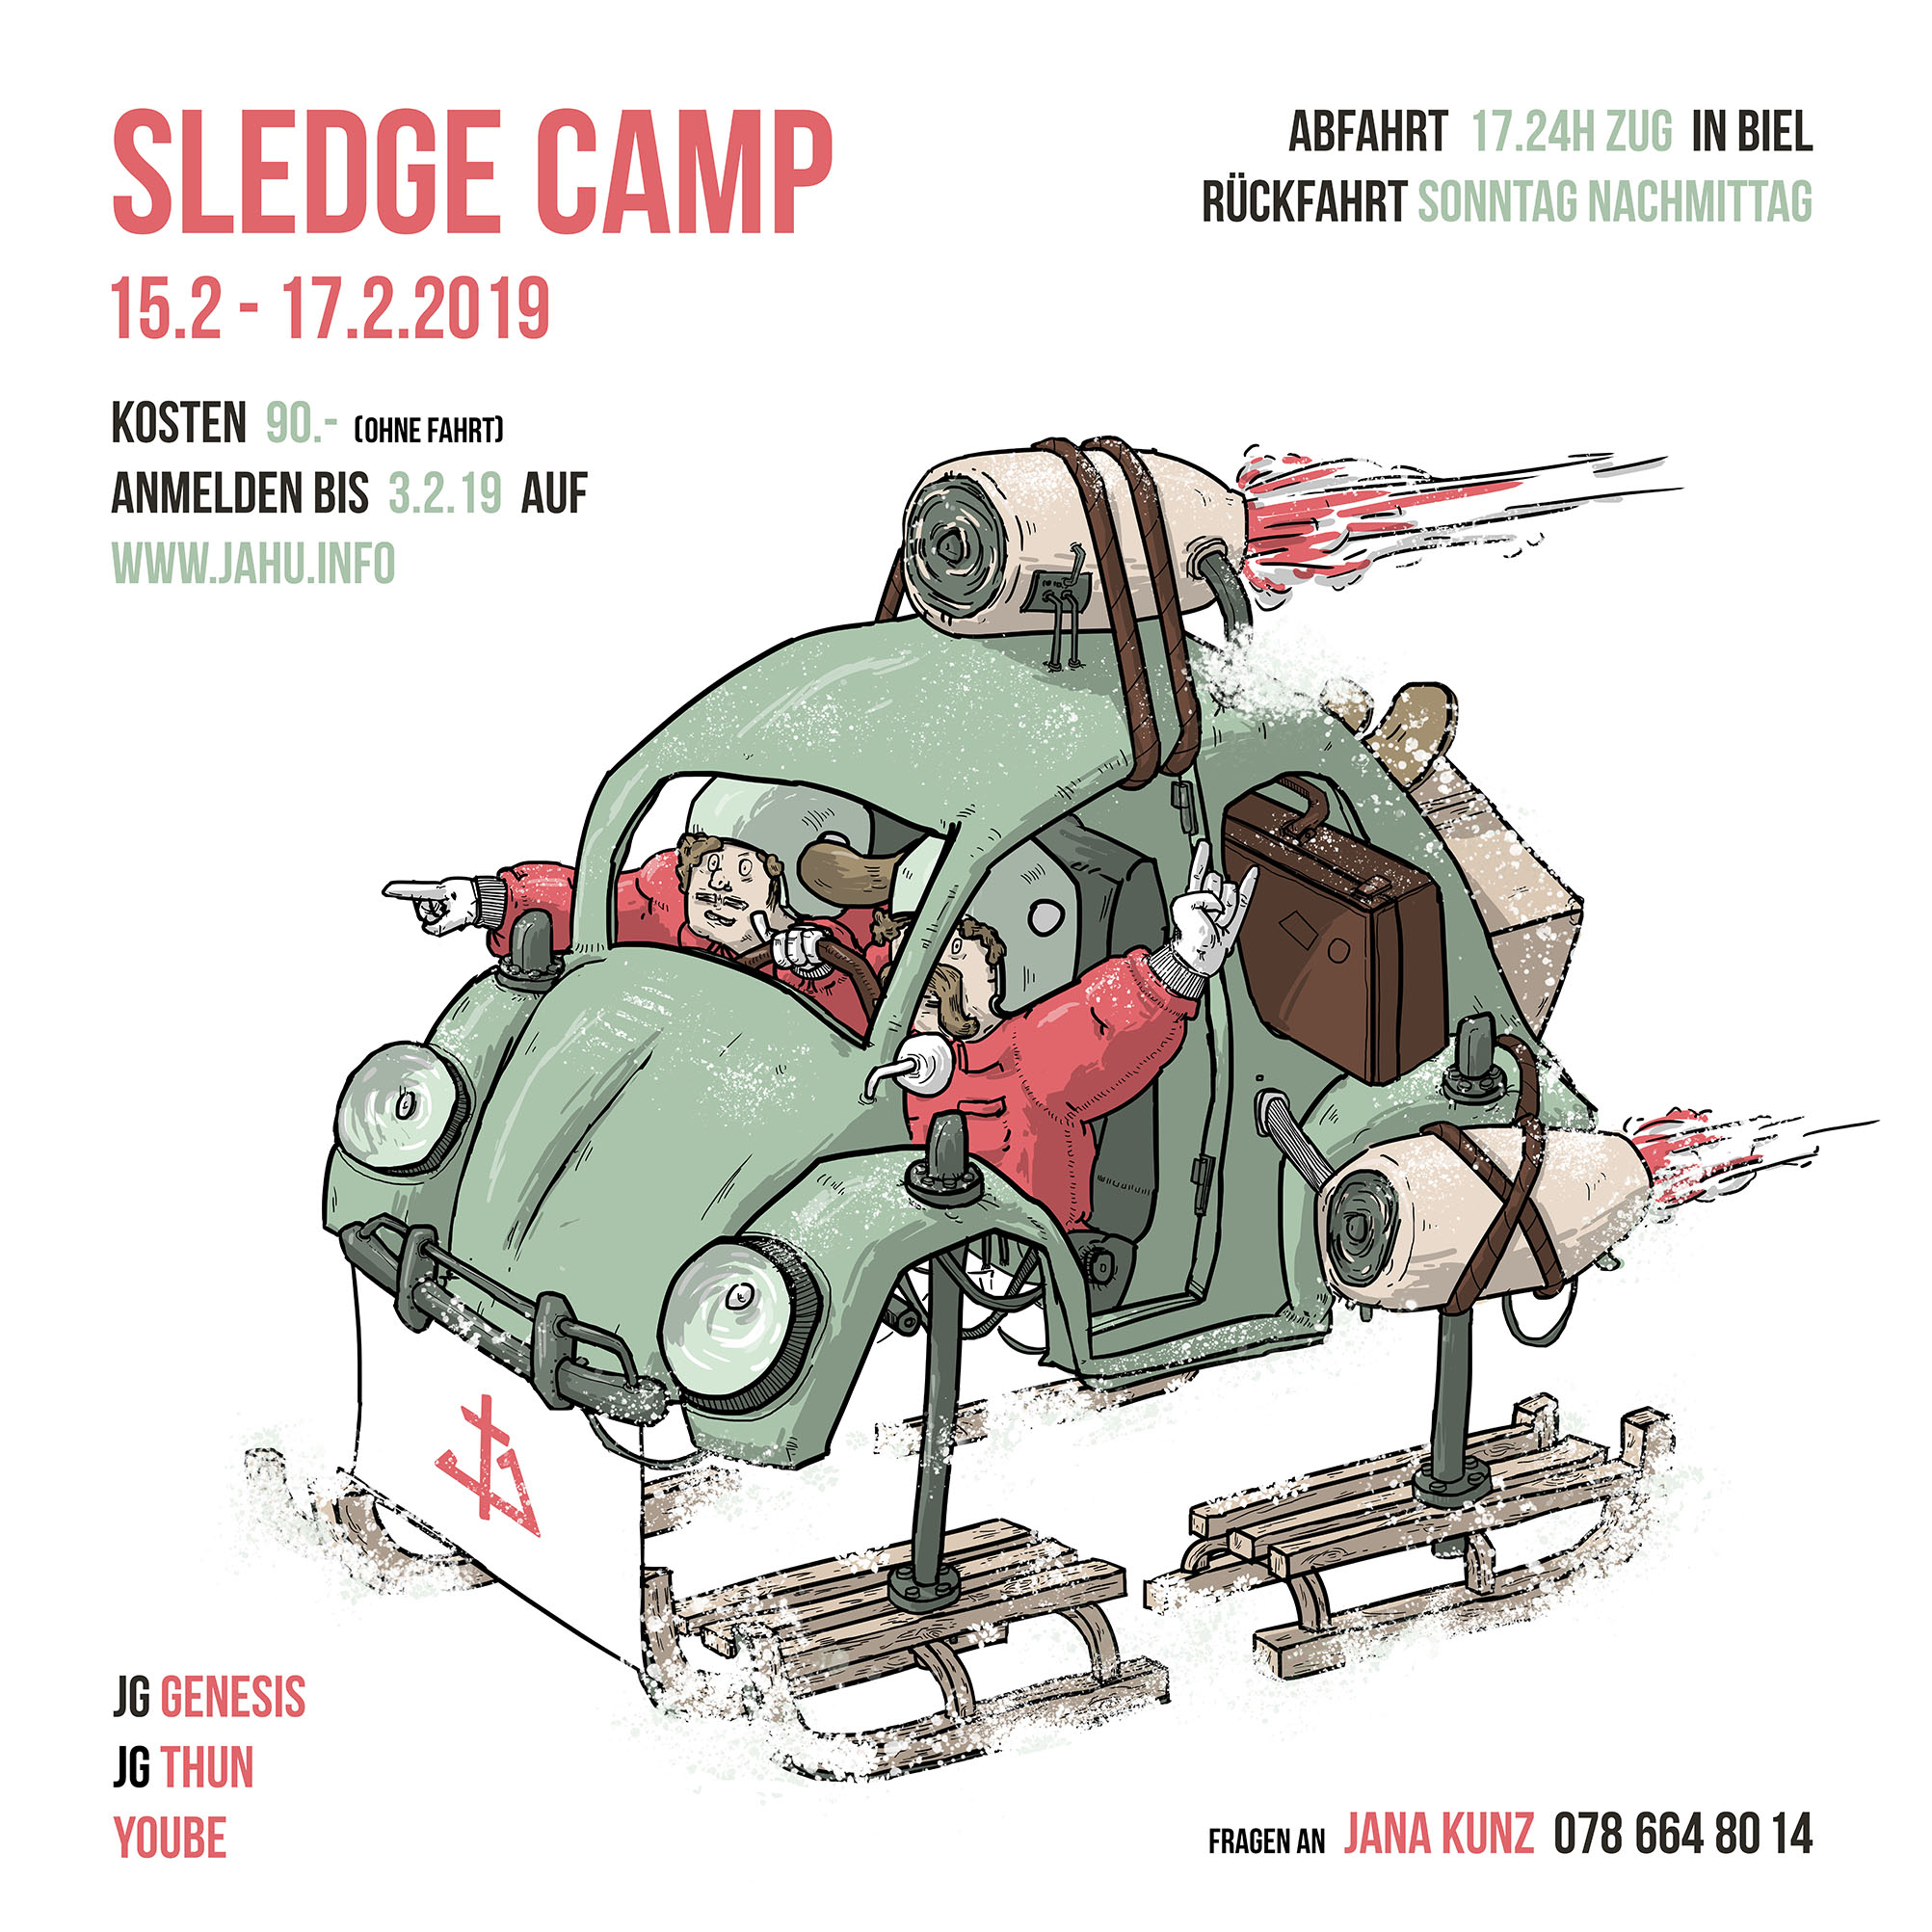 SLEDGE CAMP
15.2 - 17.2.2019
KOSTEN 90.- (OHNE FAHRT)
ANMELDEN BIS 3.2.19 AUF
WWW.JAHU.INFO
ABFAHRT 17.24H ZUG IN BIEL
RÜCKFAHRT SONNTAG NACHMITTAG
JG
JG GENESIS
JG THUN
YOUBE
FRAGEN AN JANA KUNZ 078 664 80 14